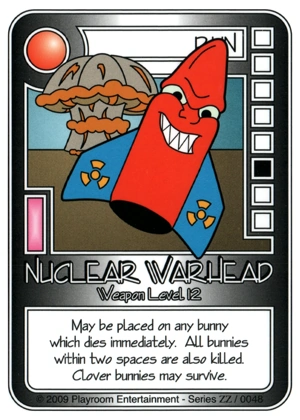 RUN
NUCLEAR WARHEAD
Weapon Level 12
May be placed on any bunny
which dies immediately. All bunnies
within two spaces are also killed.
Clover bunnies may survive.
© 2009 Playroom Entertainment - Series ZZ / 0048